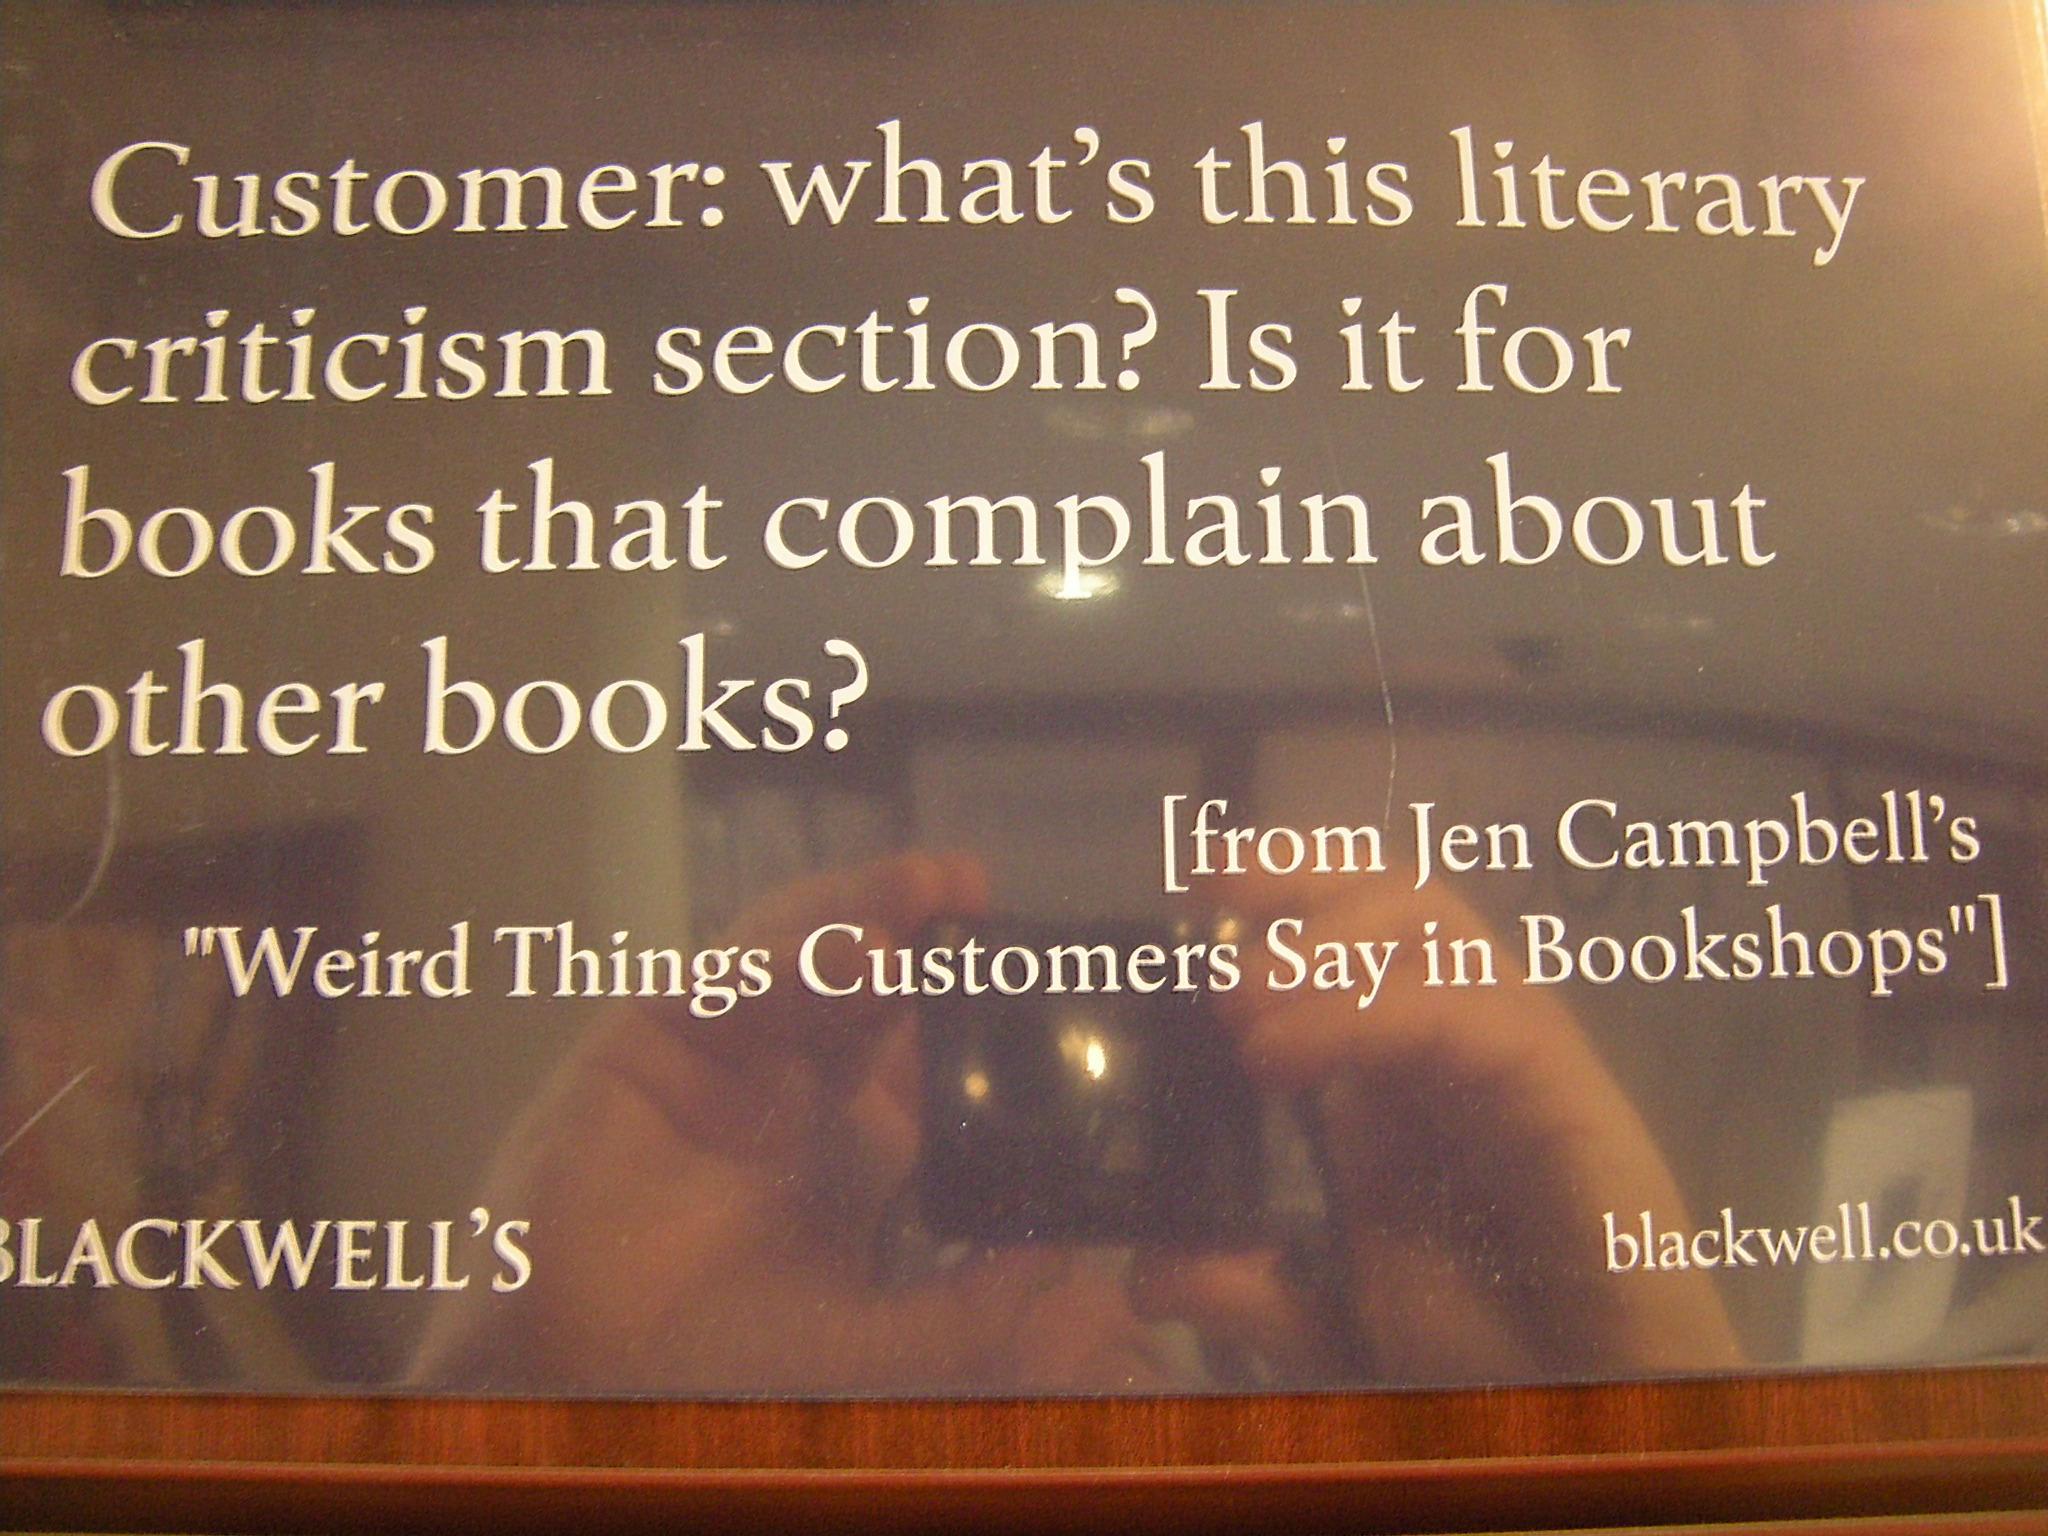 Customer: what's this literary
criticism section? Is it for
books that complain about
other books?
[from Jen Campbell's
"Weird Things Customers Say in Bookshops"]
BLACKWELL'S
blackwell.co.uk